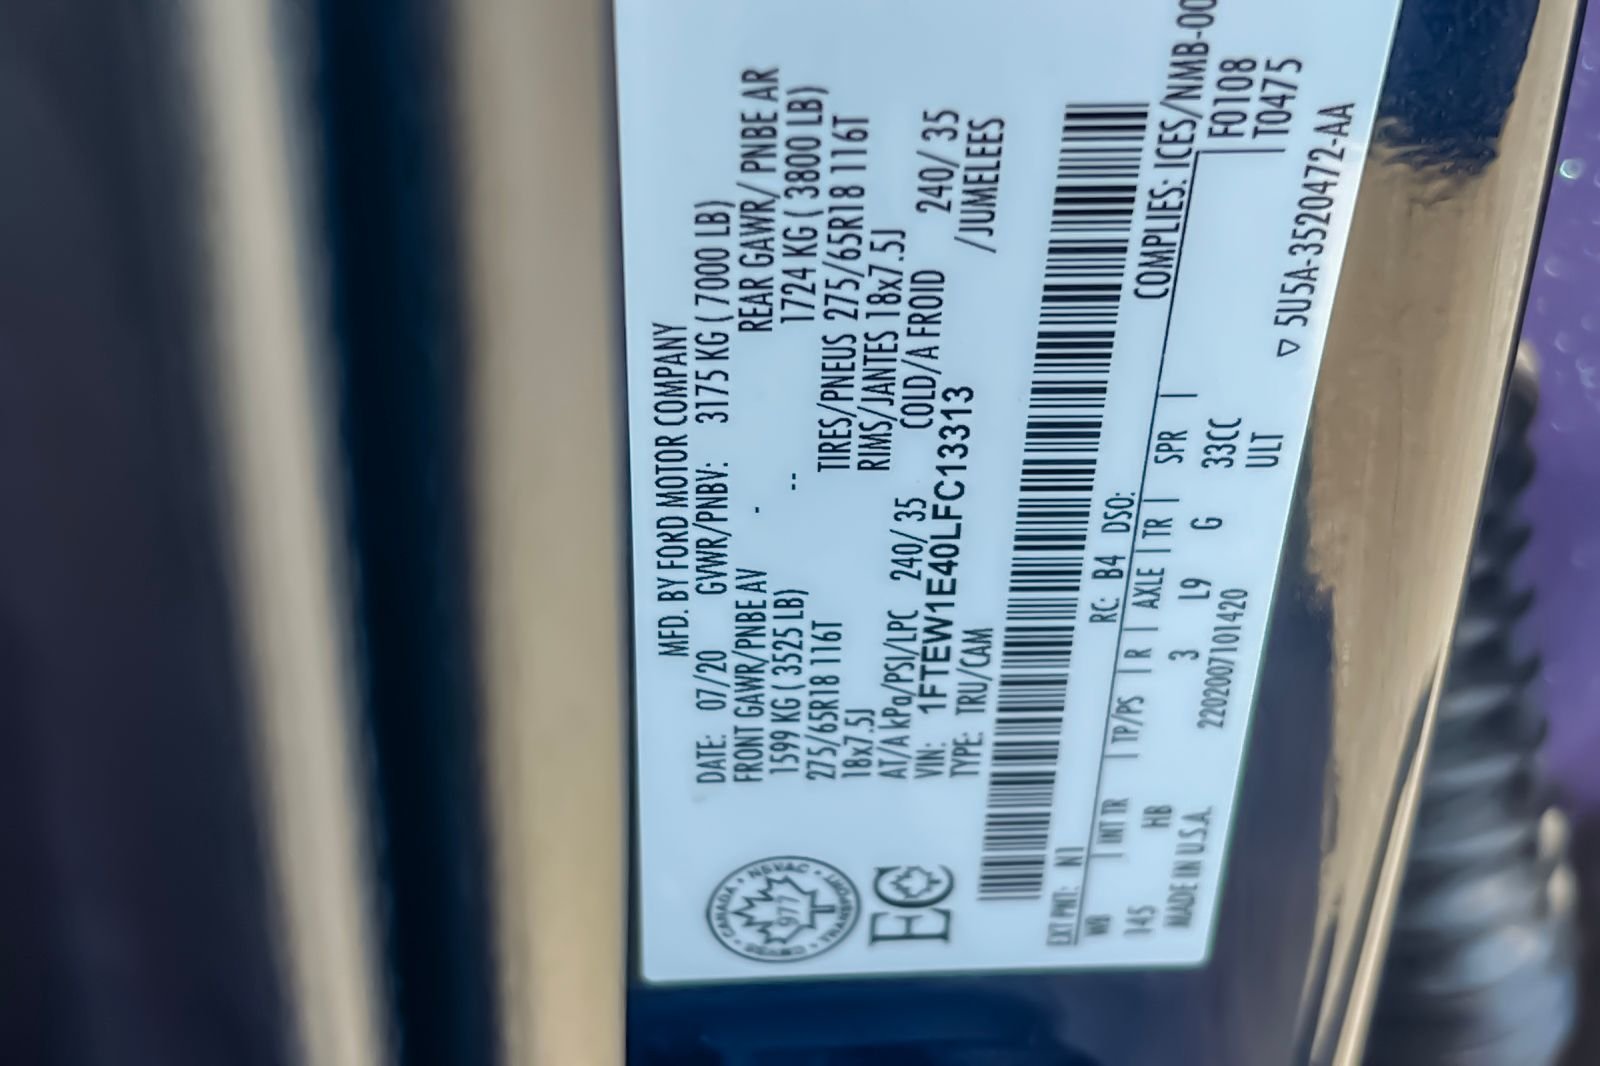 MFD. BY FORD MOTOR COMPANY
DATE: 07/20 GVWR/PNBV: 3175 KG ( 7000 LB)
FRONT GAWR/PNBE AV - REAR GAWR/ PNBE AR
1599 KG ( 3525 LB) -- 1724 KG ( 3800 LB)
275/65R18 116T TIRES/PNEUS 275/65R18 116T
18x7.5J RIMS/JANTES 18x7.5J
AT/A kPa/PSI/LPC 240/ 35 COLD/A FROID 240/ 35
VIN: 1FTEW1E40LFC13313 /JUMELEES
TYPE: TRU/CAM
CANADA • NSVAC • TRANSPORT
977
EC
COMPLIES: ICES/NMB-00
EXT PNT: N1 RC: B4 DSO:
WB | INT TR | TP/PS | R | AXLE | TR | SPR | F0108
145 HB 3 L9 G 33CC T0475
MADE IN U.S.A. 2202007101420 ULT
▽ 5U5A-3520472-AA